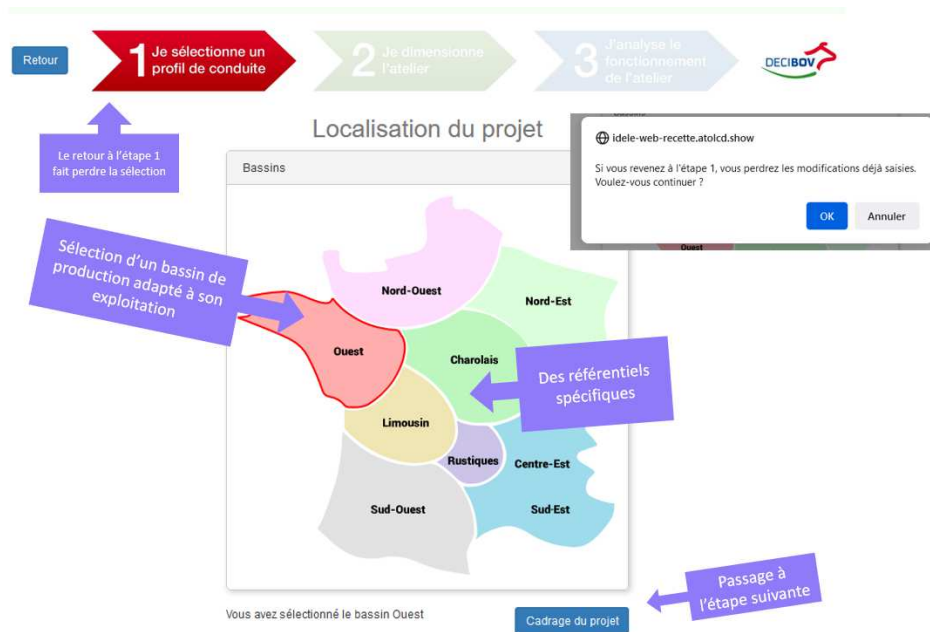 Retour
1 Je sélectionne un
profil de conduite
2 Je dimensionne
l'atelier
3 J'analyse le
fonctionnement
de l'atelier
DECIBOV
Le retour à l'étape 1
fait perdre la sélection
Localisation du projet
Bassins
idele-web-recette.atolcd.show
Si vous revenez à l'étape 1, vous perdrez les modifications déjà saisies.
Voulez-vous continuer ?
OK
Annuler
Ouest
Sélection d'un bassin de
production adapté à son
exploitation
Nord-Ouest
Nord-Est
Ouest
Charolais
Des référentiels
spécifiques
Limousin
Rustiques
Centre-Est
Sud-Ouest
Sud-Est
Passage à
l'étape suivante
Vous avez sélectionné le bassin Ouest
Cadrage du projet